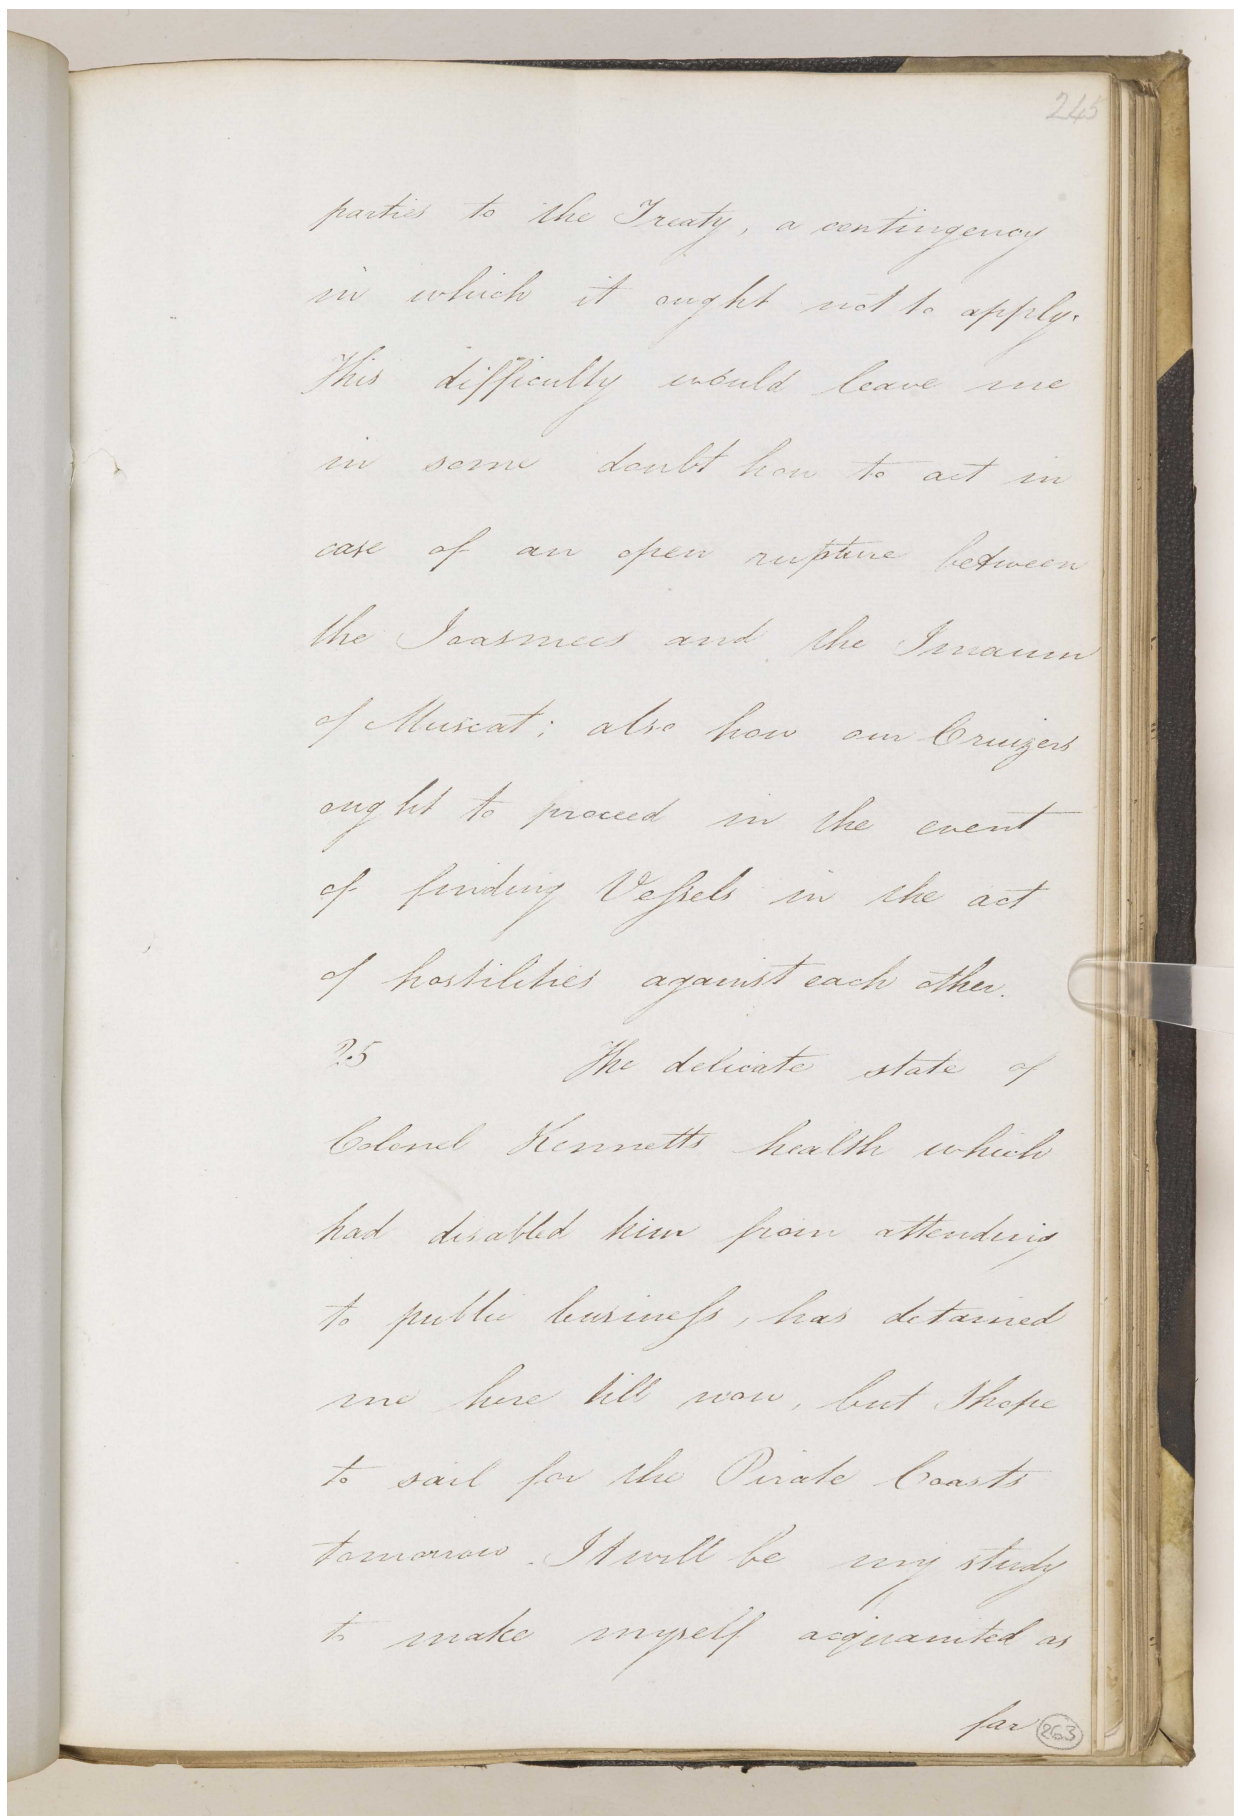 245
parties to the Treaty, a contingency
in which it ought not to apply.
This difficulty would leave me
in some doubt how to act in
case of an open rupture between
the Joasmees and the Imaum
of Muscat; also how our Cruizers
ought to proceed in the event
of finding Veſsels in the act
of hostilities against each other.
25 The delicate state of
Colonel Kennetts health which
had disabled him from attending
to public busineſs, has detained
me here till now, but I hope
to sail for the Pirate Coasts
tomorrow. It will be my study
to make myself acquainted as
far
263